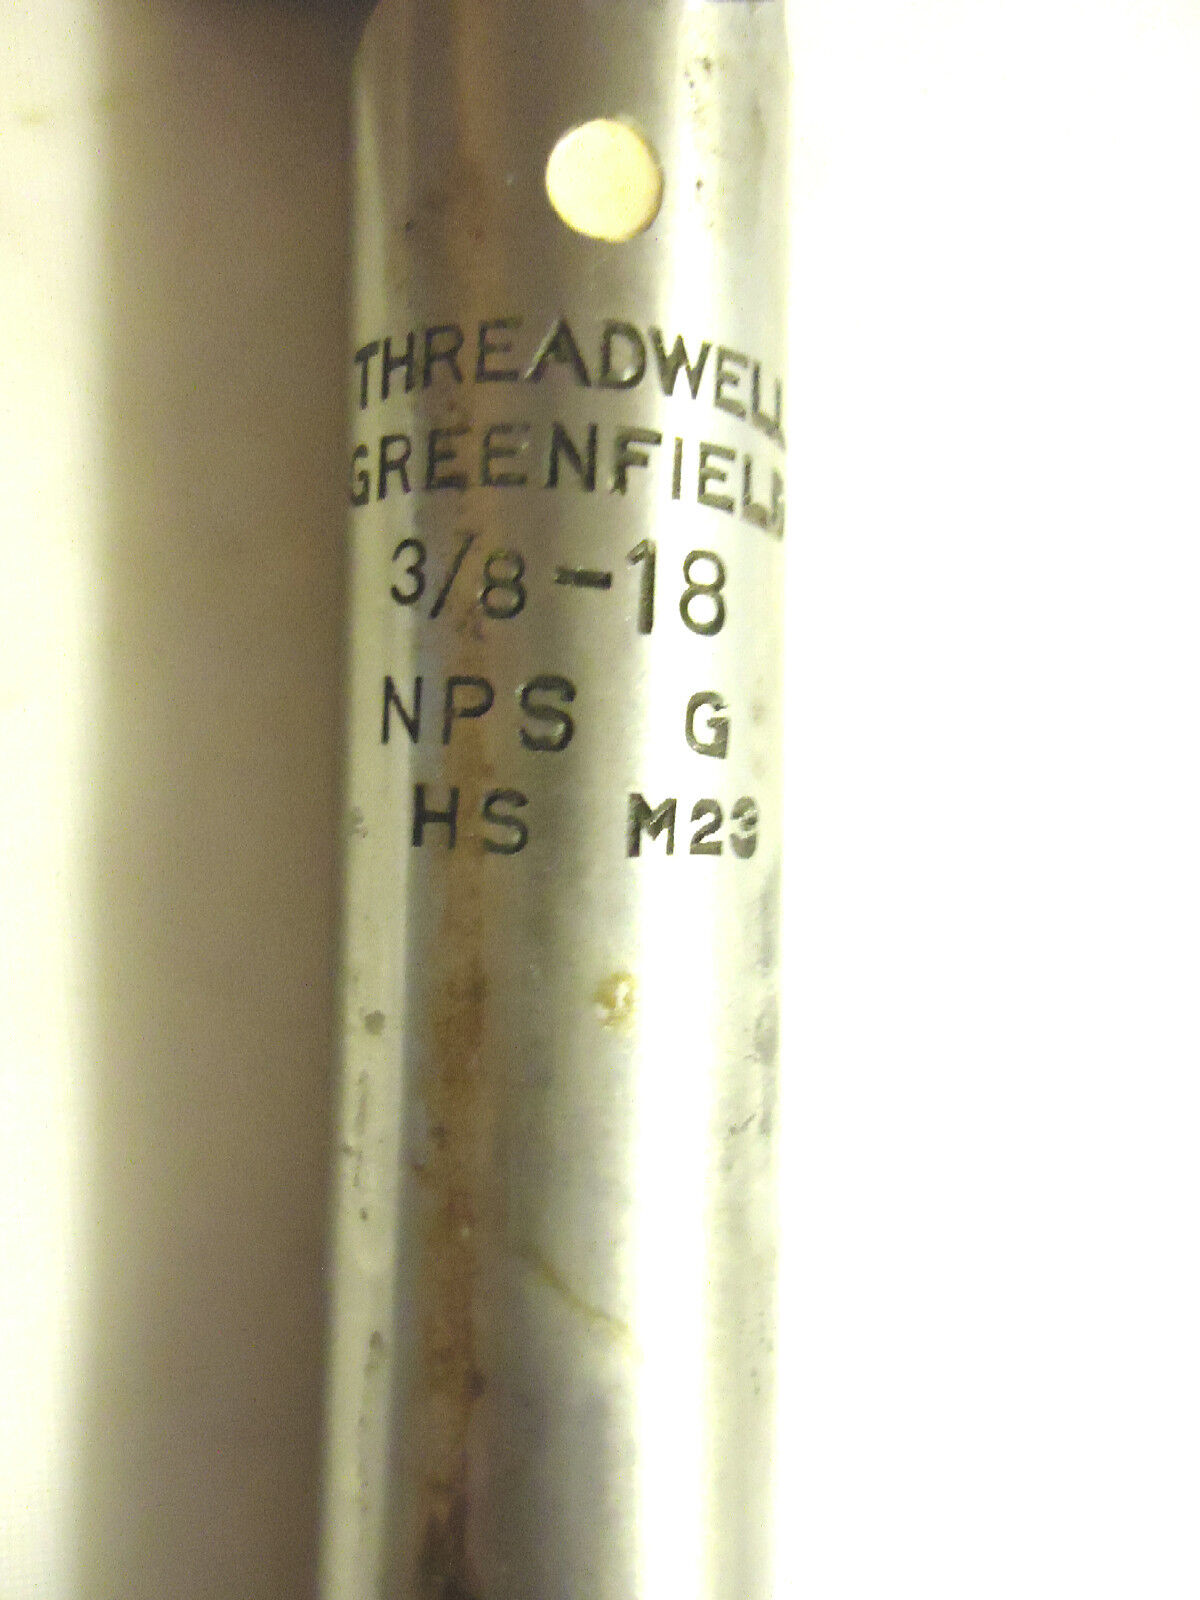 THREADWELL
GREENFIELD
3/8-18
NPS G
HS M23